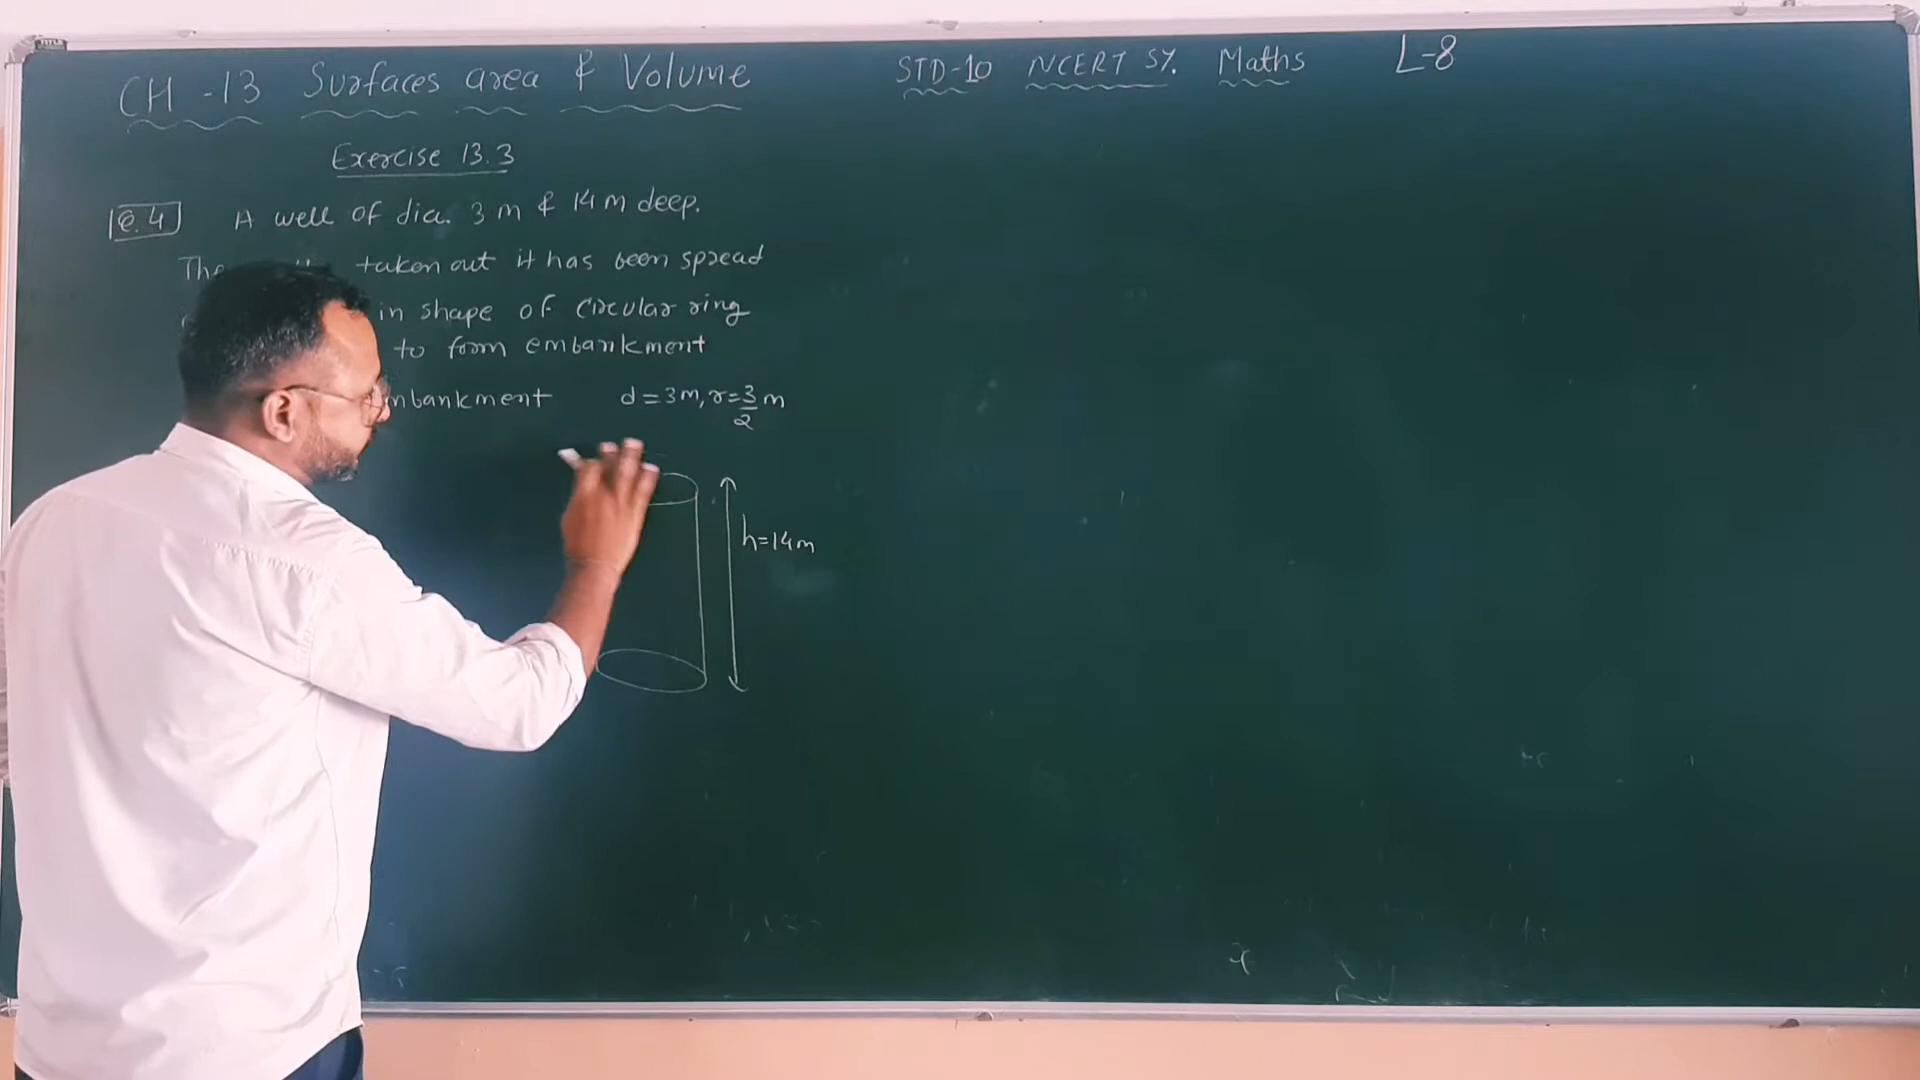 CH - 13 Surfaces area & Volume STD-10 NCERT Sy. Maths L-8
Exercise 13.3
Q.4 A well of dia. 3 m & 14 m deep.
The taken out it has been spread
in shape of circular ring
to form embankment
mbankment d = 3 m, r = 3/2 m
h = 14 m